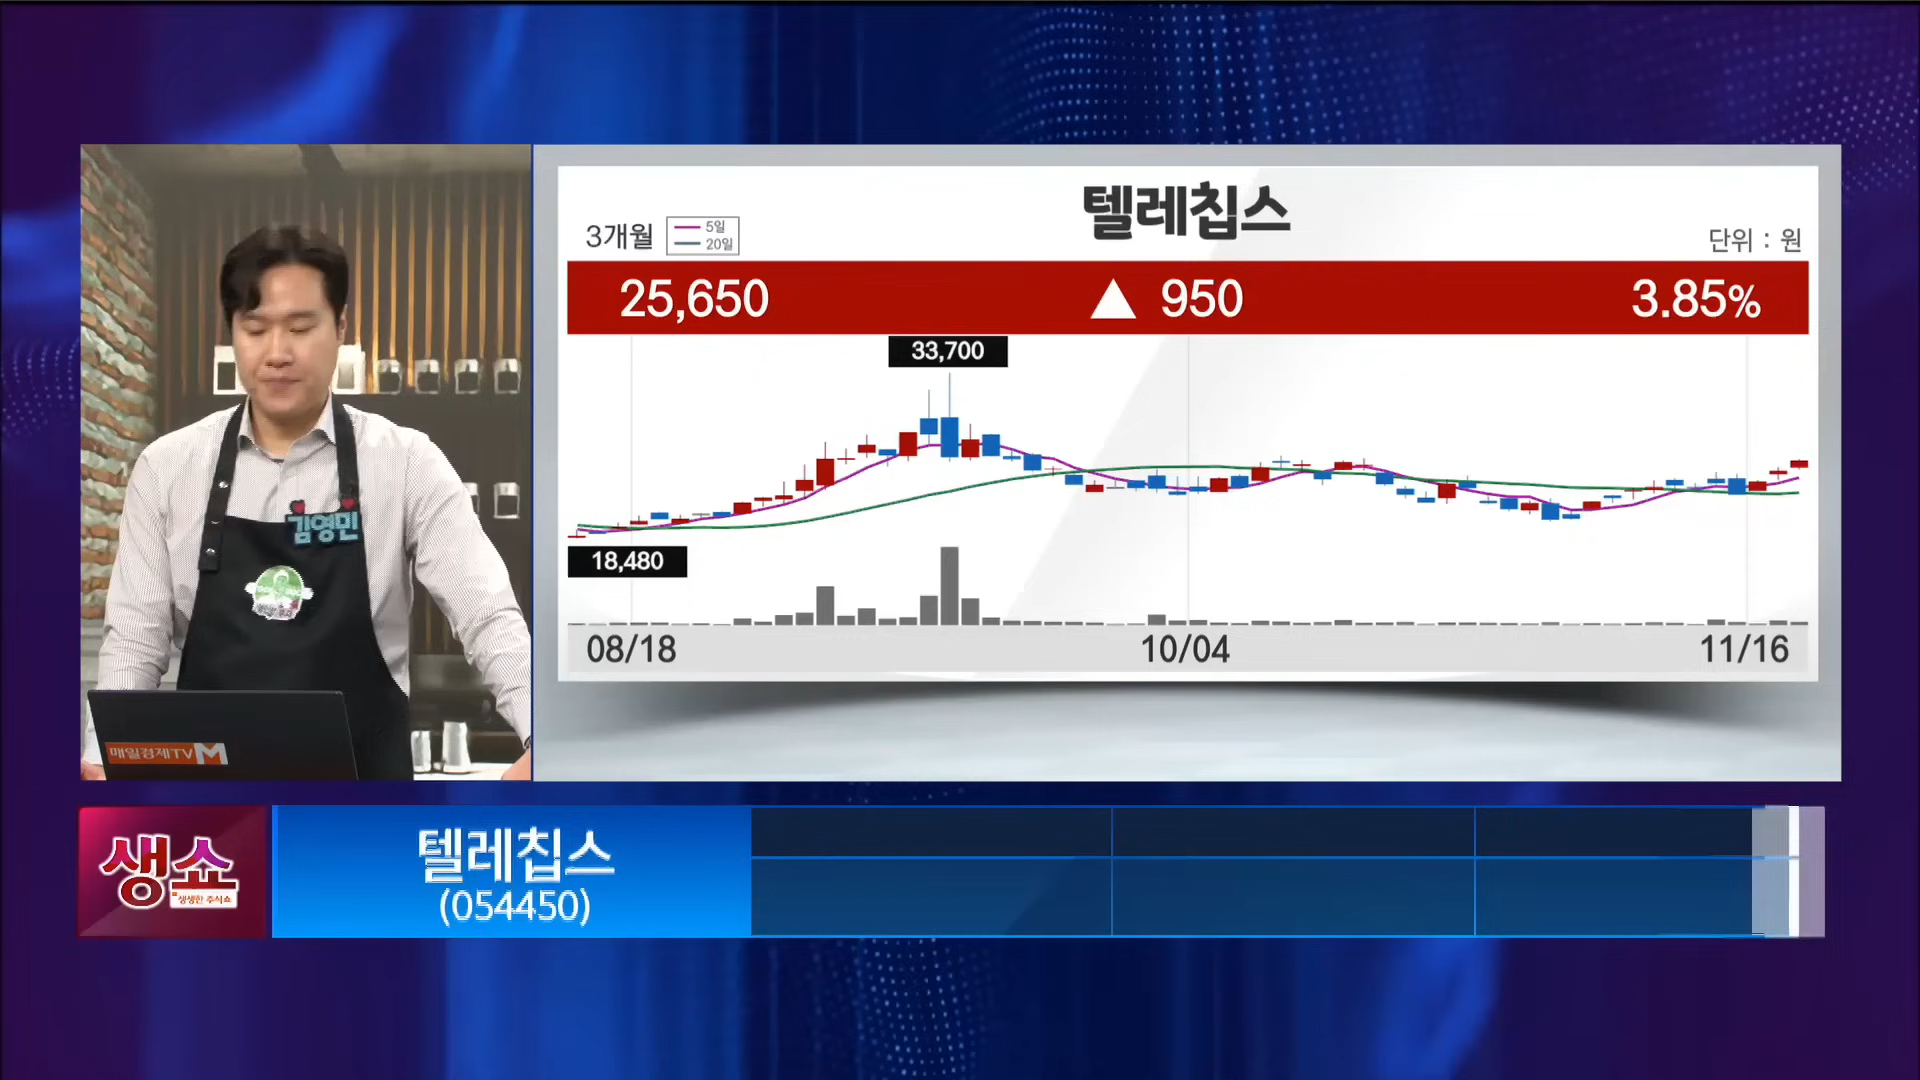 텔레칩스
3개월
5일
20일
단위 : 원
25,650 ▲ 950 3.85%
33,700
18,480
08/18 10/04 11/16
김영민
매일경제TV M
생쇼
생생한 주식쇼
텔레칩스
(054450)